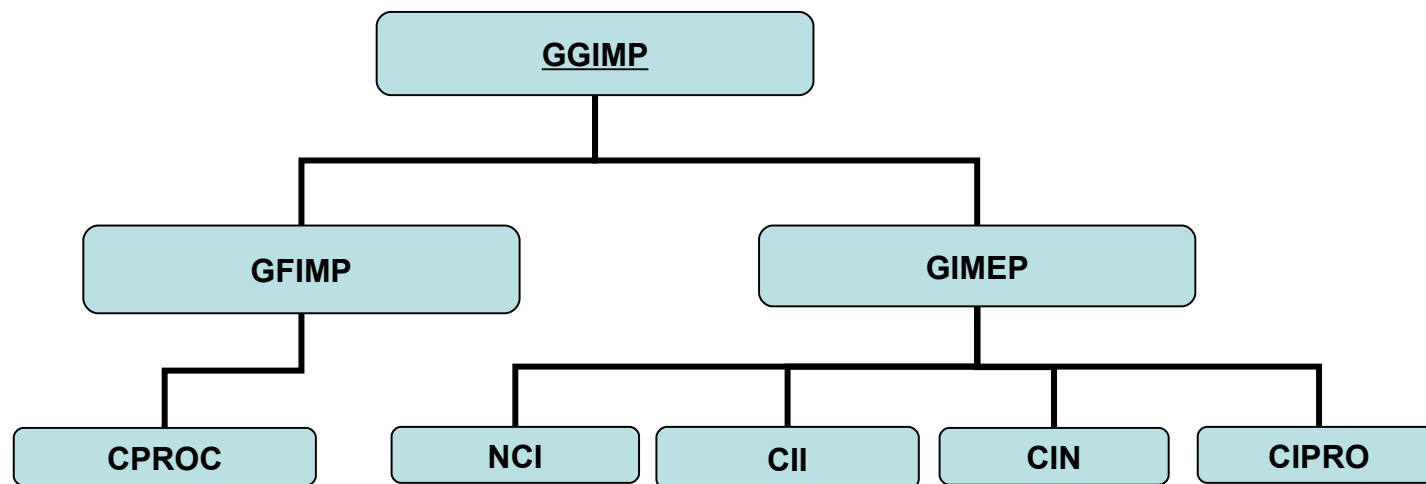 GGIMP
GFIMP
GIMEP
CPROC
NCI
CII
CIN
CIPRO